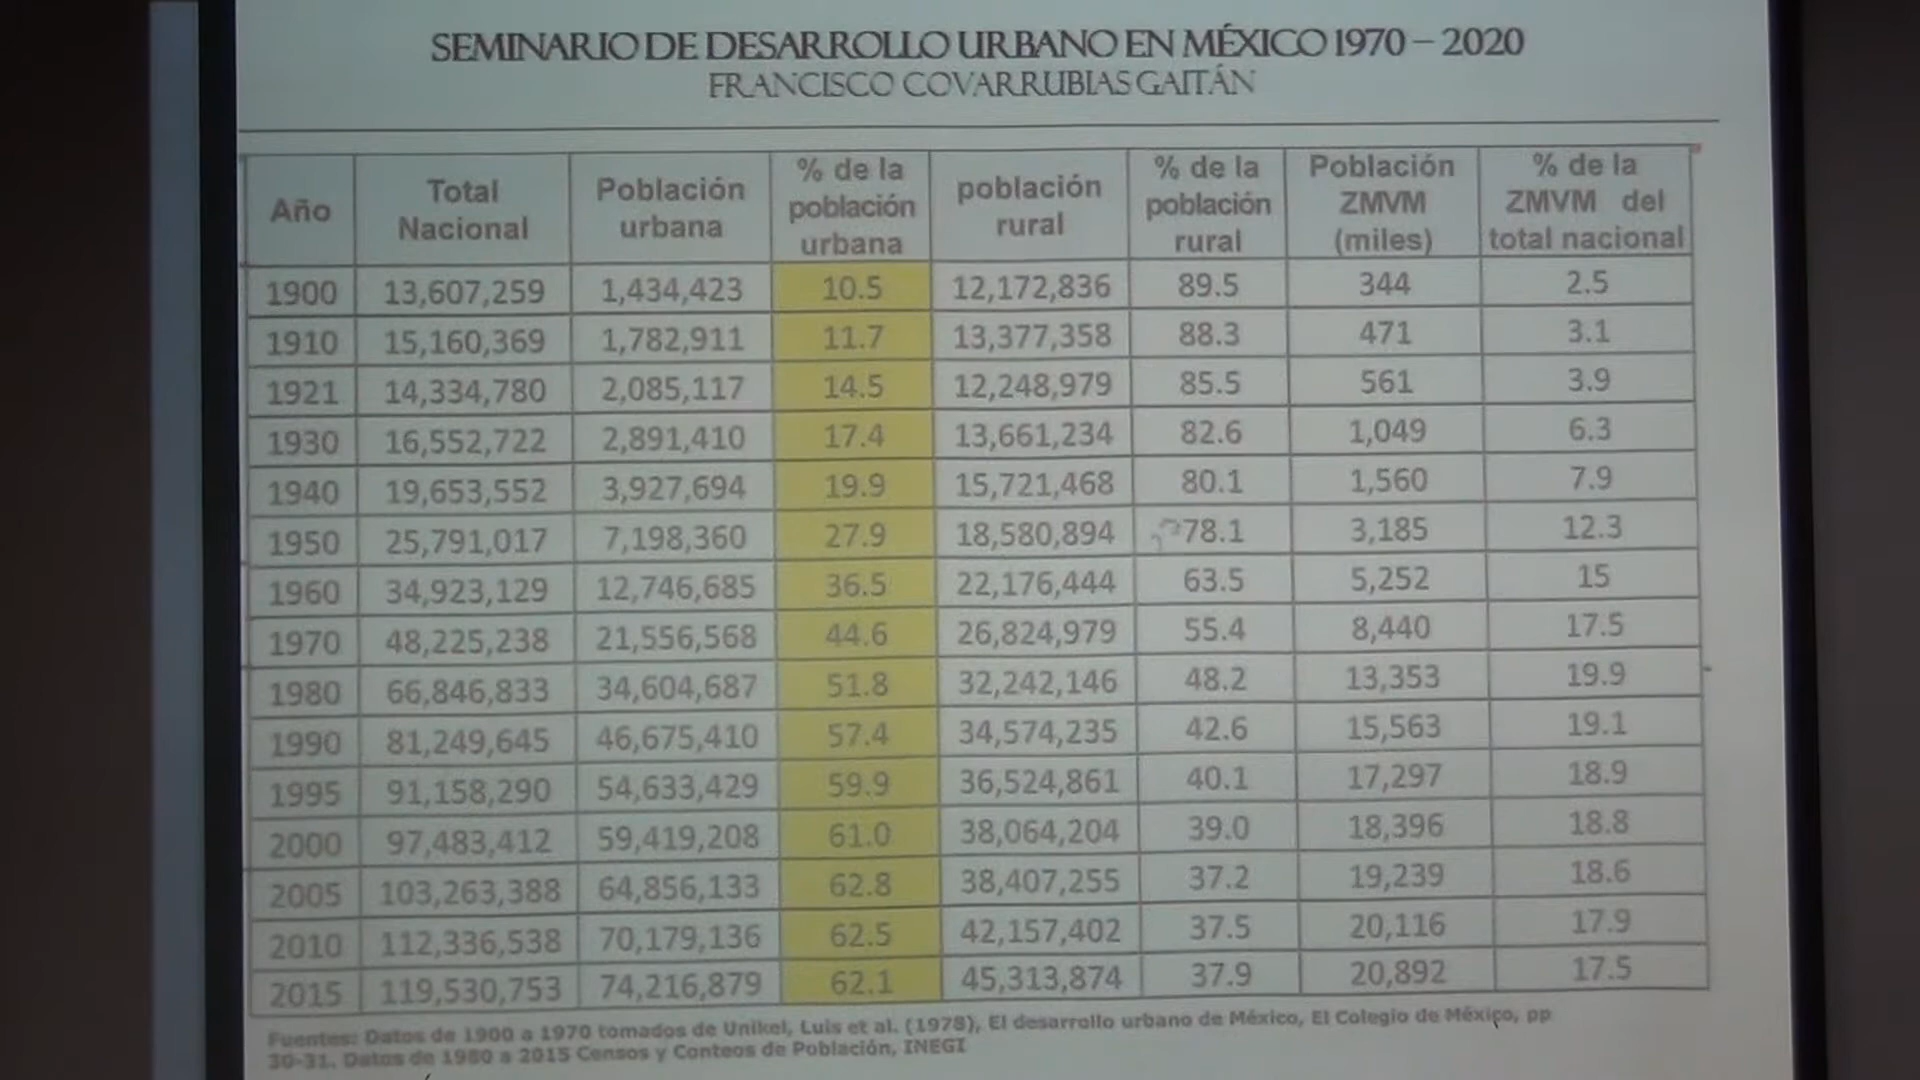 SEMINARIO DE DESARROLLO URBANO EN MÉXICO 1970 – 2020
FRANCISCO COVARRUBIAS GAITÁN
Año | Total Nacional | Población urbana | % de la población urbana | población rural | % de la población rural | Población ZMVM (miles) | % de la ZMVM del total nacional
1900 | 13,607,259 | 1,434,423 | 10.5 | 12,172,836 | 89.5 | 344 | 2.5
1910 | 15,160,369 | 1,782,911 | 11.7 | 13,377,358 | 88.3 | 471 | 3.1
1921 | 14,334,780 | 2,085,117 | 14.5 | 12,248,979 | 85.5 | 561 | 3.9
1930 | 16,552,722 | 2,891,410 | 17.4 | 13,661,234 | 82.6 | 1,049 | 6.3
1940 | 19,653,552 | 3,927,694 | 19.9 | 15,721,468 | 80.1 | 1,560 | 7.9
1950 | 25,791,017 | 7,198,360 | 27.9 | 18,580,894 | 78.1 | 3,185 | 12.3
1960 | 34,923,129 | 12,746,685 | 36.5 | 22,176,444 | 63.5 | 5,252 | 15
1970 | 48,225,238 | 21,556,568 | 44.6 | 26,824,979 | 55.4 | 8,440 | 17.5
1980 | 66,846,833 | 34,604,687 | 51.8 | 32,242,146 | 48.2 | 13,353 | 19.9
1990 | 81,249,645 | 46,675,410 | 57.4 | 34,574,235 | 42.6 | 15,563 | 19.1
1995 | 91,158,290 | 54,633,429 | 59.9 | 36,524,861 | 40.1 | 17,297 | 18.9
2000 | 97,483,412 | 59,419,208 | 61.0 | 38,064,204 | 39.0 | 18,396 | 18.8
2005 | 103,263,388 | 64,856,133 | 62.8 | 38,407,255 | 37.2 | 19,239 | 18.6
2010 | 112,336,538 | 70,179,136 | 62.5 | 42,157,402 | 37.5 | 20,116 | 17.9
2015 | 119,530,753 | 74,216,879 | 62.1 | 45,313,874 | 37.9 | 20,892 | 17.5
Fuentes: Datos de 1900 a 1970 tomados de Unikel, Luis et al. (1978), El desarrollo urbano de México, El Colegio de México, pp
30-31. Datos de 1980 a 2015 Censos y Conteos de Población, INEGI